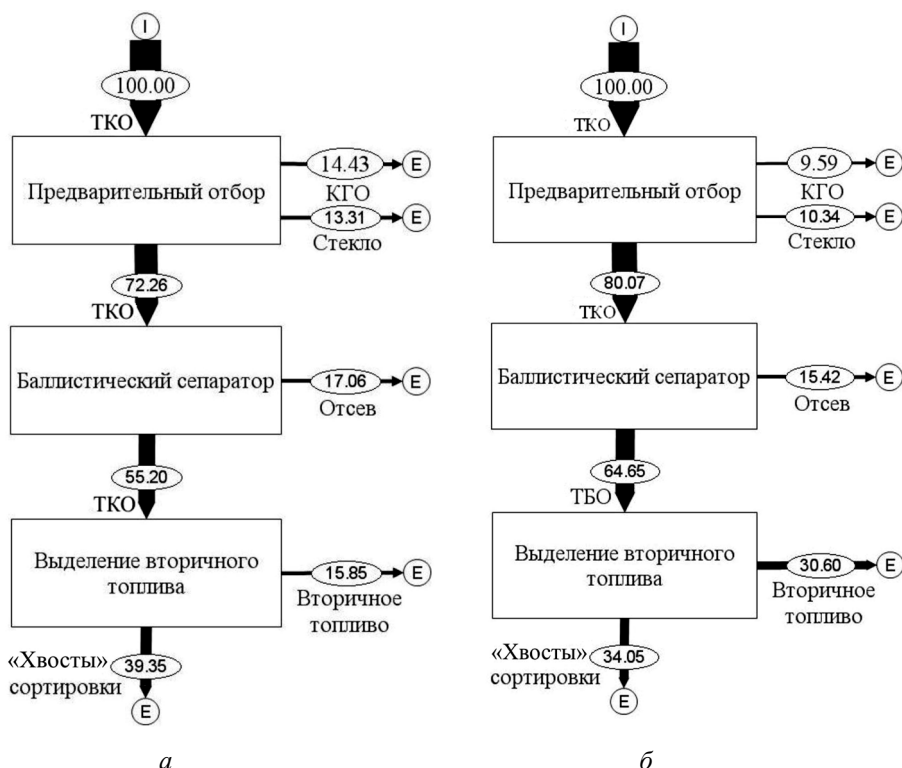 I
100.00
ТКО
Предварительный отбор
14.43
E
КГО
13.31
E
Стекло
72.26
ТКО
Баллистический сепаратор
17.06
E
Отсев
55.20
ТКО
Выделение вторичного
топлива
15.85
E
Вторичное
топливо
«Хвосты»
сортировки
39.35
E
а
I
100.00
ТКО
Предварительный отбор
9.59
E
КГО
10.34
E
Стекло
80.07
ТКО
Баллистический сепаратор
15.42
E
Отсев
64.65
ТБО
Выделение вторичного
топлива
30.60
E
Вторичное
топливо
«Хвосты»
сортировки
34.05
E
б